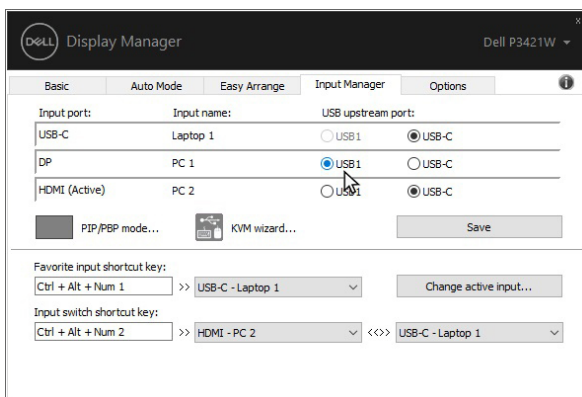 DELL Display Manager Dell P3421W
x
Basic Auto Mode Easy Arrange Input Manager Options i
Input port: Input name: USB upstream port:
USB-C Laptop 1 USB1 USB-C
DP PC 1 USB1 USB-C
HDMI (Active) PC 2 USB1 USB-C
PIP/PBP mode... KVM wizard... Save
Favorite input shortcut key:
Ctrl + Alt + Num 1 >> USB-C - Laptop 1 Change active input...
Input switch shortcut key:
Ctrl + Alt + Num 2 >> HDMI - PC 2 <<>> USB-C - Laptop 1